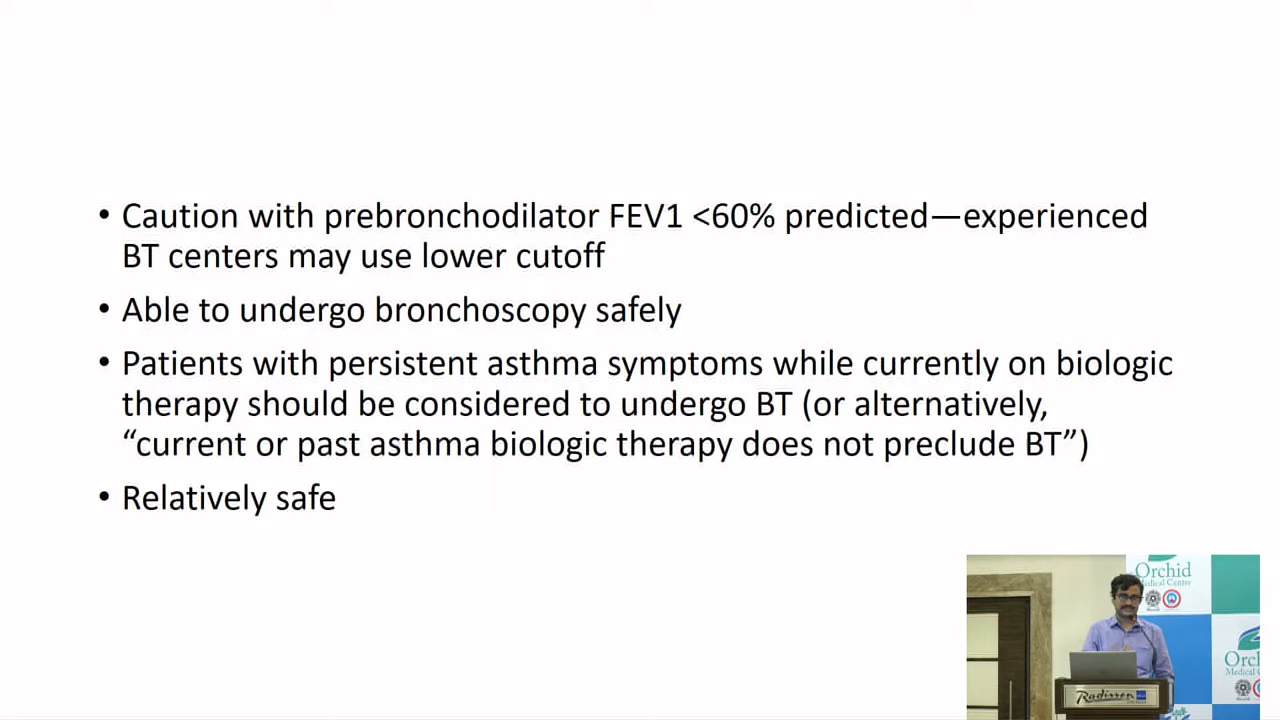 • Caution with prebronchodilator FEV1 <60% predicted—experienced
BT centers may use lower cutoff
• Able to undergo bronchoscopy safely
• Patients with persistent asthma symptoms while currently on biologic
therapy should be considered to undergo BT (or alternatively,
“current or past asthma biologic therapy does not preclude BT”)
• Relatively safe
Orchid
Medical Centre
Orc
Medical
Radisson